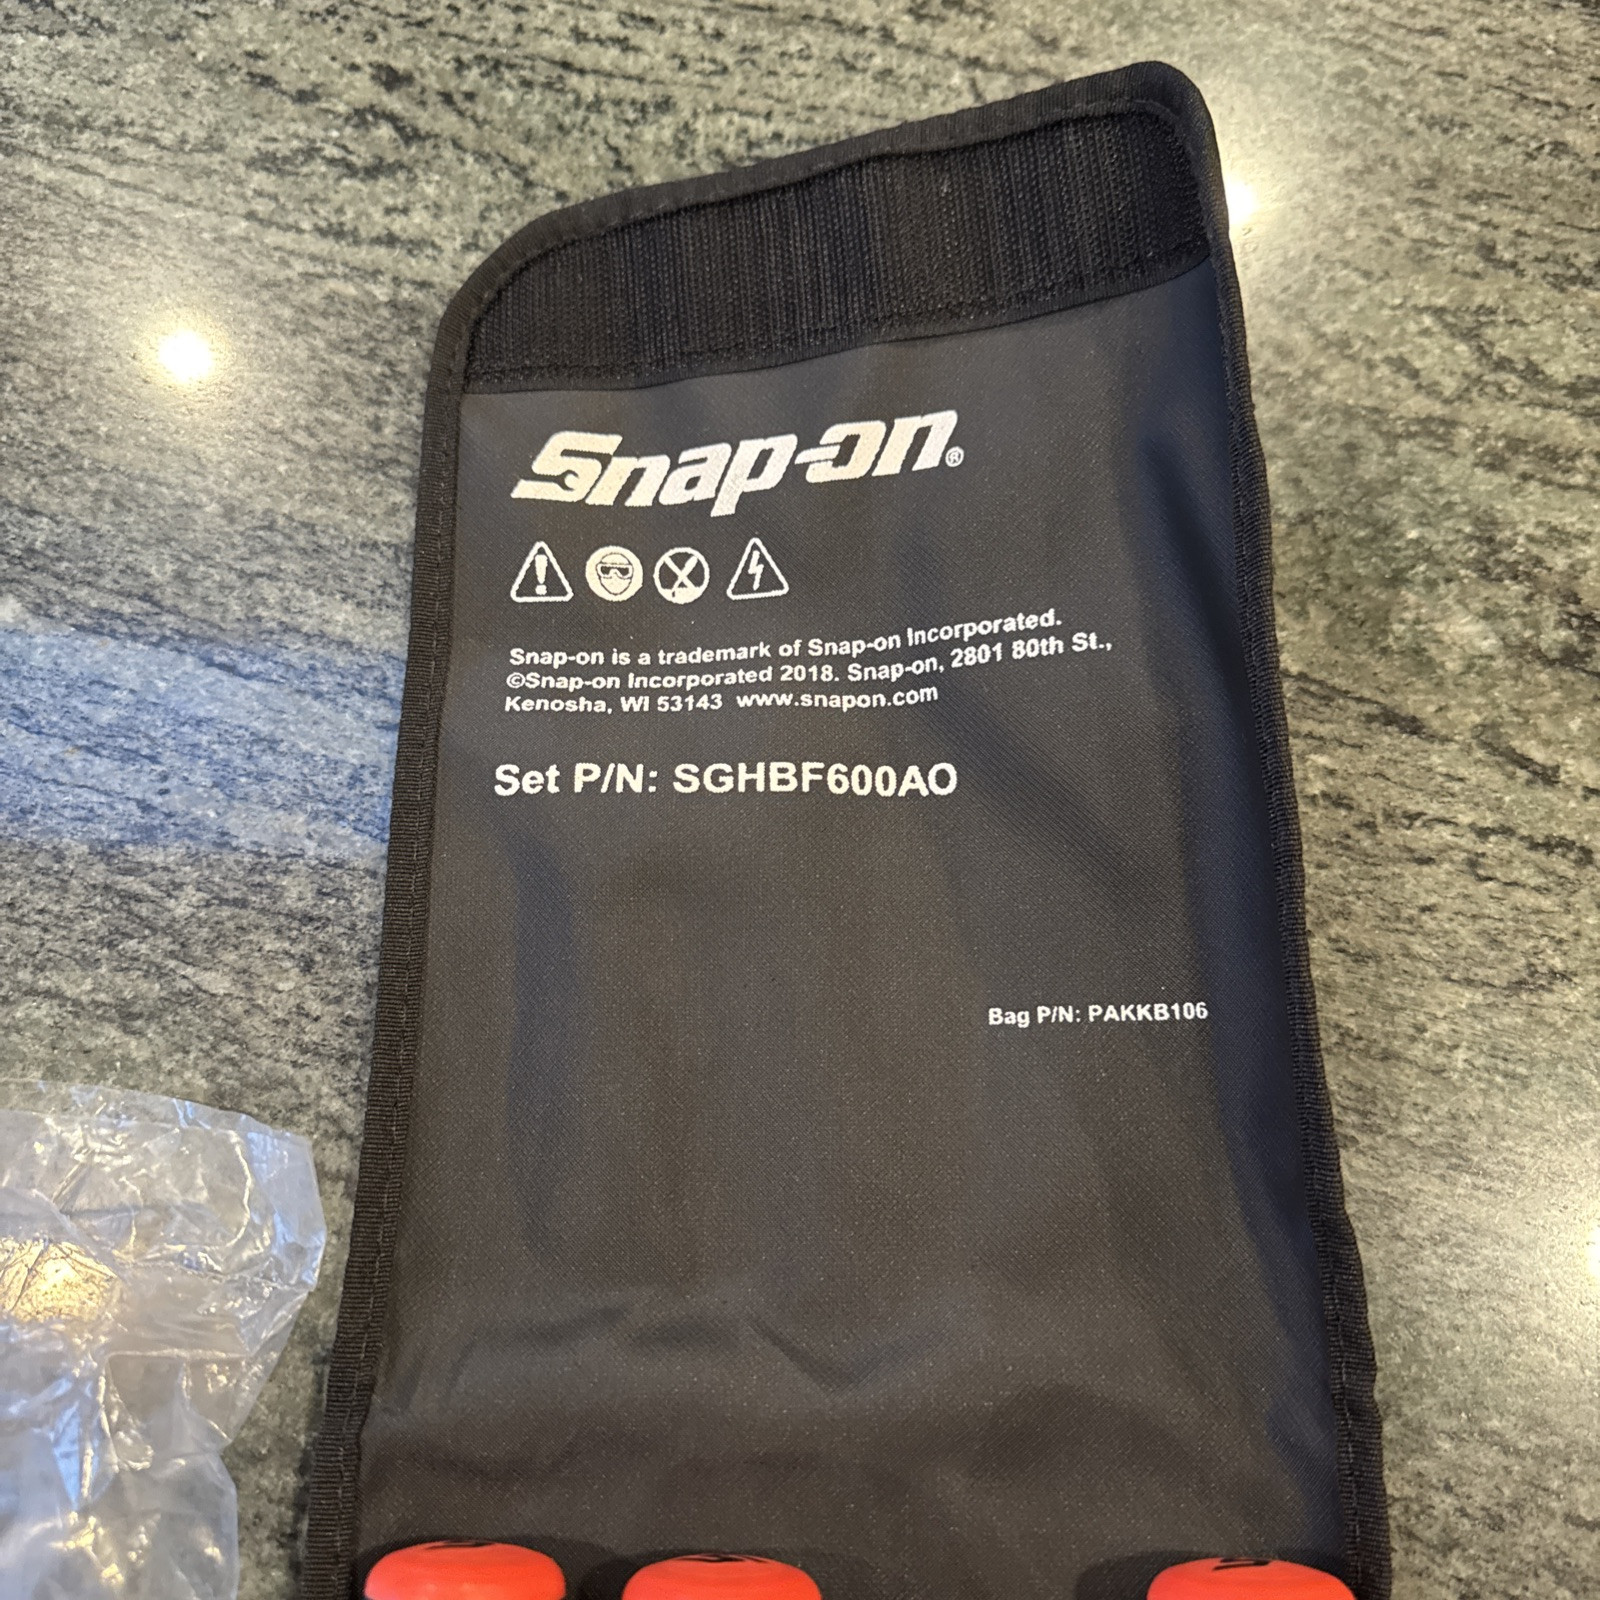 Snap-on®
Snap-on is a trademark of Snap-on Incorporated.
©Snap-on Incorporated 2018. Snap-on, 2801 80th St.,
Kenosha, WI 53143 www.snapon.com
Set P/N: SGHBF600AO
Bag P/N: PAKKB106